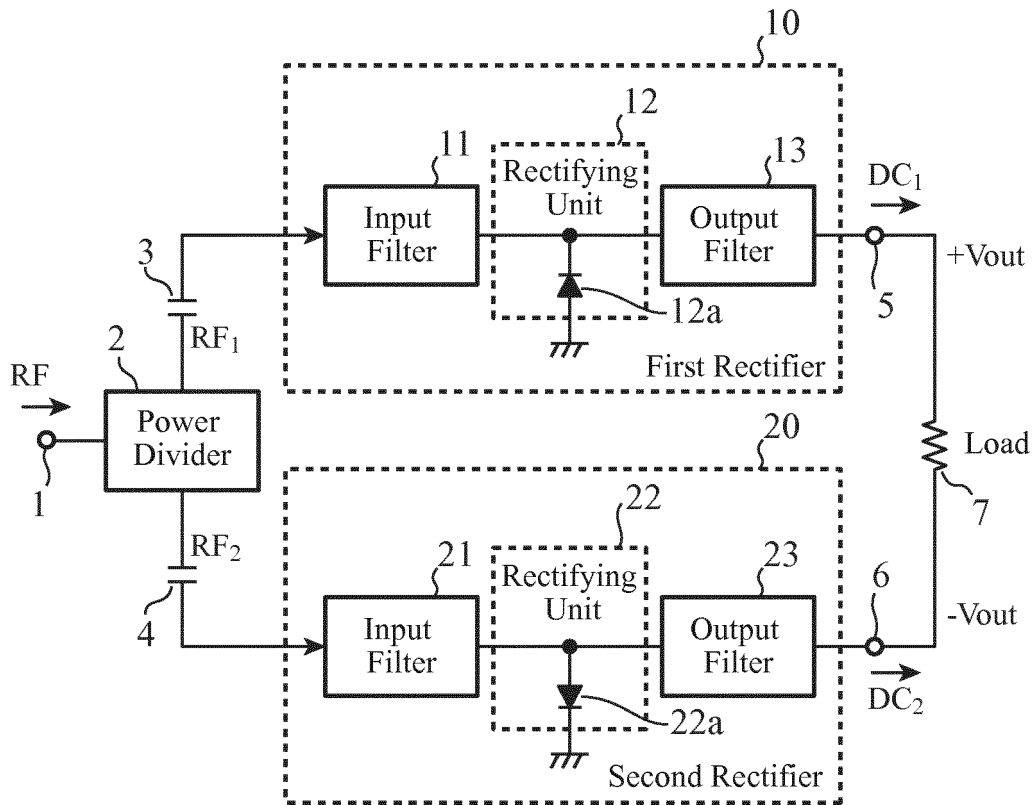 10
12
11
Rectifying
Unit
13
DC₁
Input
Filter
Output
Filter
3
+Vout
5
12a
RF₁
2
First Rectifier
RF
Power
Divider
20
Load
1
22
7
RF₂
21
Rectifying
Unit
23
6
4
Input
Filter
Output
Filter
-Vout
DC₂
22a
Second Rectifier